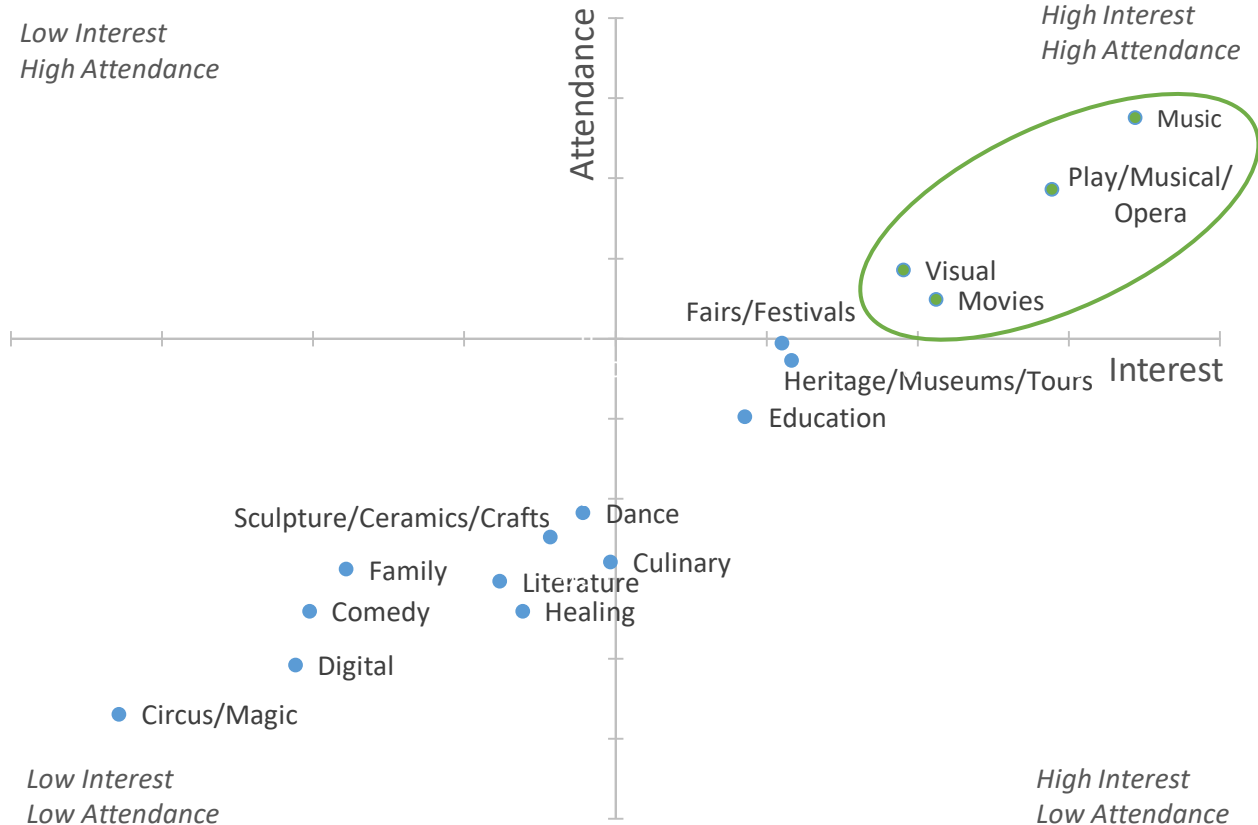 Low Interest
High Attendance
Attendance
High Interest
High Attendance
Music
Play/Musical/
Opera
Visual
Movies
Fairs/Festivals
Interest
Heritage/Museums/Tours
Education
Sculpture/Ceramics/Crafts
Dance
Culinary
Family
Literature
Comedy
Healing
Digital
Circus/Magic
Low Interest
Low Attendance
High Interest
Low Attendance